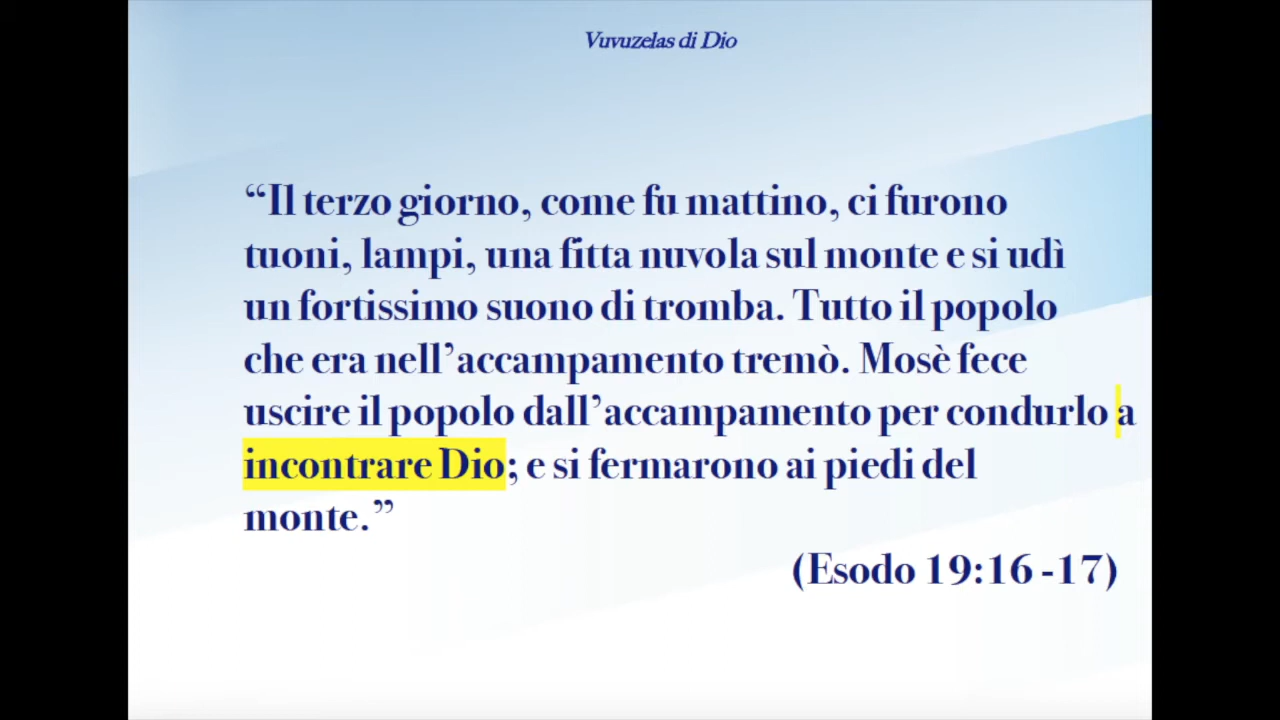 Vuvuzelas di Dio
“Il terzo giorno, come fu mattino, ci furono
tuoni, lampi, una fitta nuvola sul monte e si udì
un fortissimo suono di tromba. Tutto il popolo
che era nell’accampamento tremò. Mosè fece
uscire il popolo dall’accampamento per condurlo a
incontrare Dio; e si fermarono ai piedi del
monte.”
(Esodo 19:16 -17)